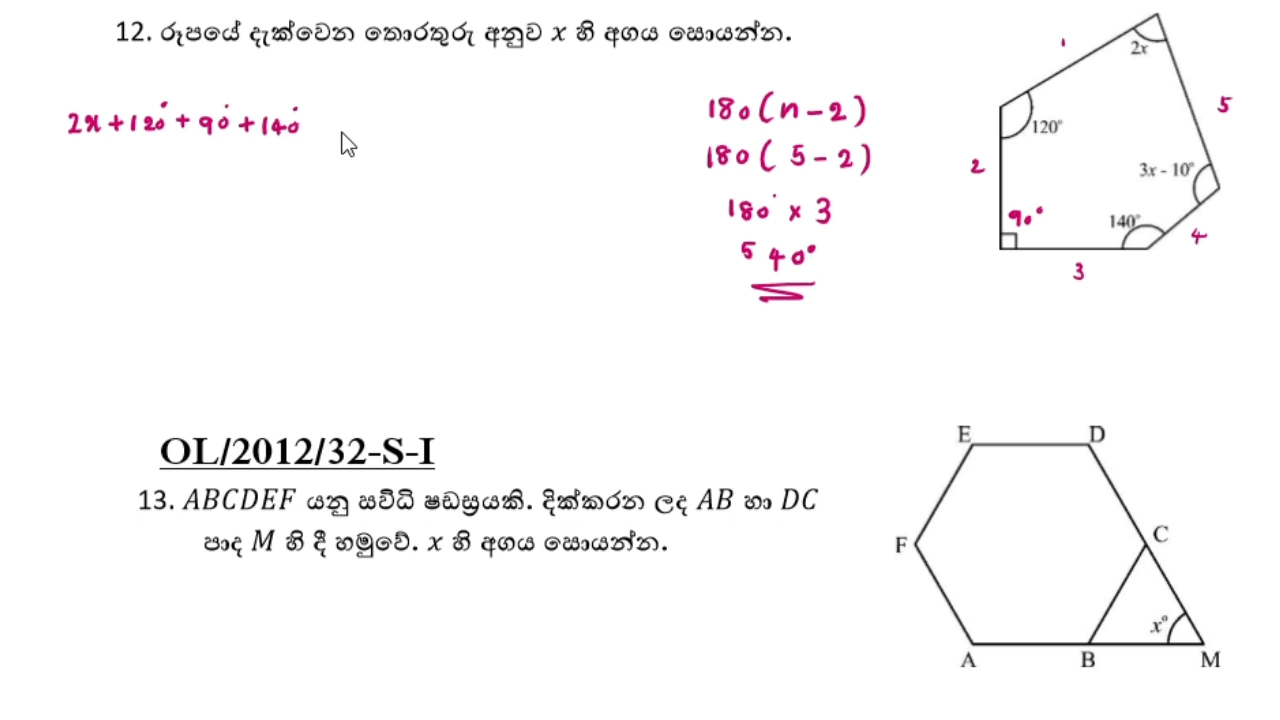 12. රූපයේ දැක්වෙන තොරතුරු අනුව x හි අගය සොයන්න.
2x + 120° + 90° + 140°
180 (n - 2)
180 ( 5 - 2)
180° x 3
540°
1
2x
5
120°
2
3x - 10°
90°
140°
4
3
OL/2012/32-S-I
13. ABCDEF යනු සවිධි ෂඩස්‍රයකි. දික්කරන ලද AB හා DC
පාද M හි දී හමුවේ. x හි අගය සොයන්න.
E D
C
F
x°
A B M